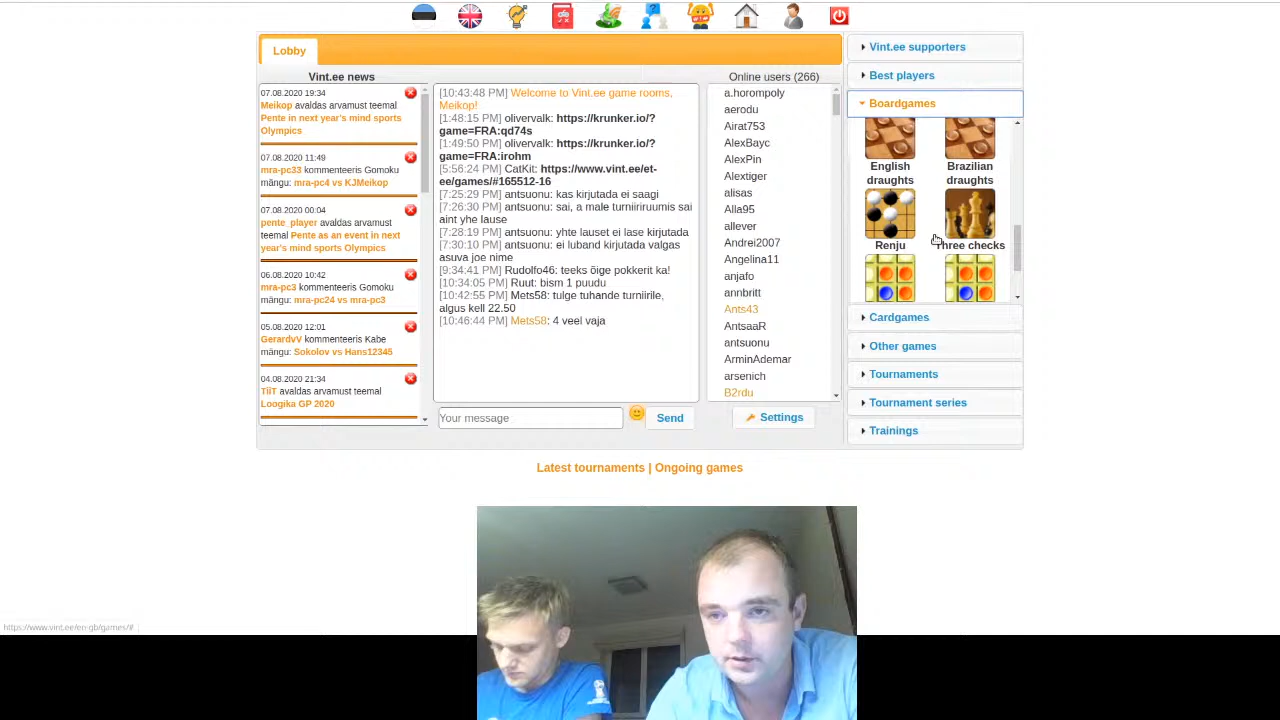 Lobby
Vint.ee news
07.08.2020 19:34
Meikop avaldas arvamust teemal
Pente in next year's mind sports
Olympics
07.08.2020 11:49
mra-pc33 kommenteeris Gomoku
mängu: mra-pc4 vs KJMeikop
07.08.2020 00:04
pente_player avaldas arvamust
teemal Pente as an event in next
year's mind sports Olympics
06.08.2020 10:42
mra-pc3 kommenteeris Gomoku
mängu: mra-pc24 vs mra-pc3
05.08.2020 12:01
GerardvV kommenteeris Kabe
mängu: Sokolov vs Hans12345
04.08.2020 21:34
TiiT avaldas arvamust teemal
Loogika GP 2020
[10:43:48 PM] Welcome to Vint.ee game rooms,
Meikop!
[1:48:15 PM] olivervalk: https://krunker.io/?
game=FRA:qd74s
[1:49:50 PM] olivervalk: https://krunker.io/?
game=FRA:irohm
[5:56:24 PM] CatKit: https://www.vint.ee/et-
ee/games/#165512-16
[7:25:29 PM] antsuonu: kas kirjutada ei saagi
[7:26:30 PM] antsuonu: sai, a male turniiriruumis sai
aint yhe lause
[7:28:19 PM] antsuonu: yhte lauset ei lase kirjutada
[7:30:10 PM] antsuonu: ei luband kirjutada valgas
asuva joe nime
[9:34:41 PM] Rudolfo46: teeks õige pokkerit ka!
[10:34:05 PM] Ruut: bism 1 puudu
[10:42:55 PM] Mets58: tulge tuhande turniirile,
algus kell 22.50
[10:46:44 PM] Mets58: 4 veel vaja
Your message
Send
Online users (266)
a.horompoly
aerodu
Airat753
AlexBayc
AlexPin
Alextiger
alisas
Alla95
allever
Andrei2007
Angelina11
anjafo
annbritt
Ants43
AntsaaR
antsuonu
ArminAdemar
arsenich
B2rdu
Settings
Vint.ee supporters
Best players
Boardgames
English
draughts
Brazilian
draughts
Renju
Three checks
Cardgames
Other games
Tournaments
Tournament series
Trainings
Latest tournaments | Ongoing games
https://www.vint.ee/en-gb/games/#